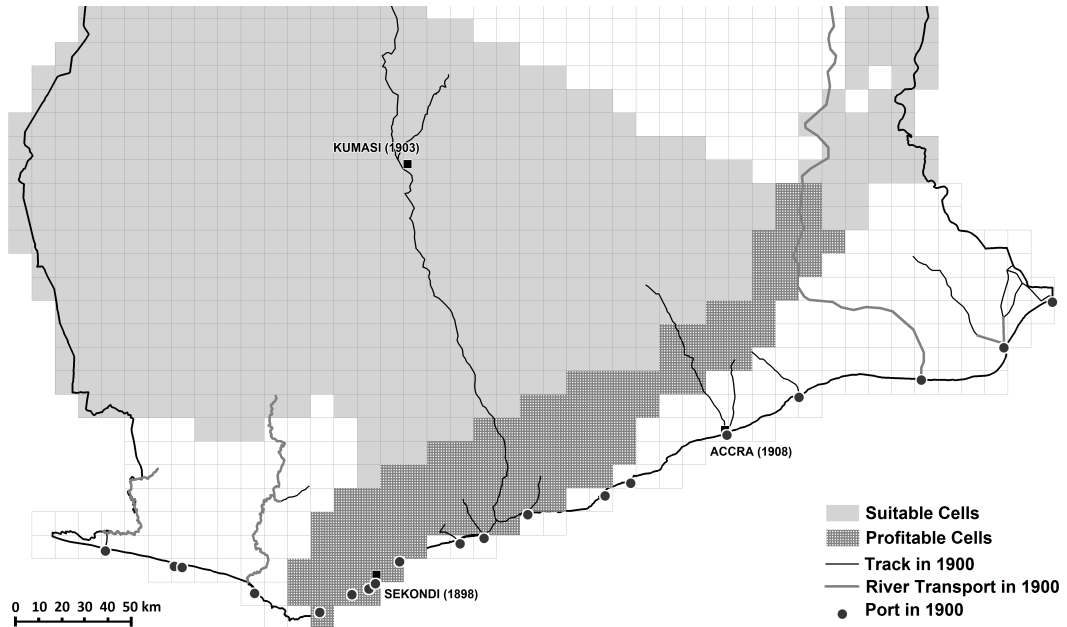 KUMASI (1903)
ACCRA (1908)
SEKONDI (1898)
Suitable Cells
Profitable Cells
Track in 1900
River Transport in 1900
Port in 1900
0 10 20 30 40 50 km